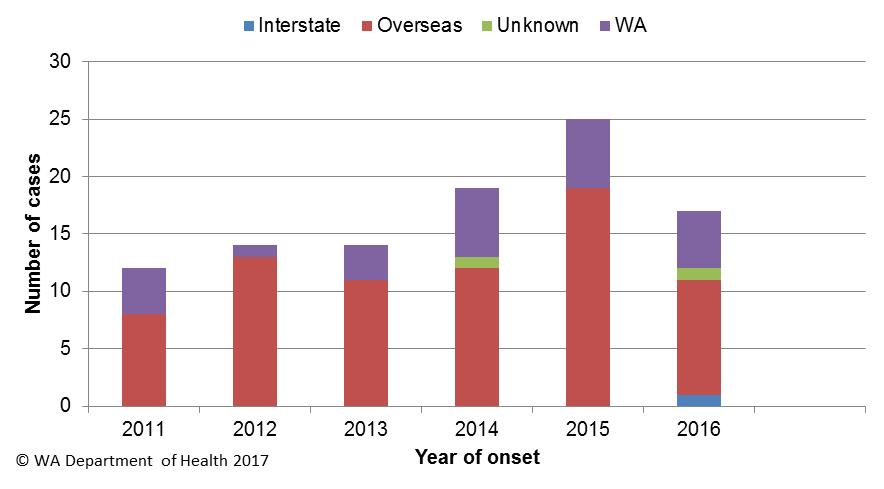 Interstate Overseas Unknown WA
30
25
20
15
10
5
0
Number of cases
2011 2012 2013 2014 2015 2016
Year of onset
© WA Department of Health 2017